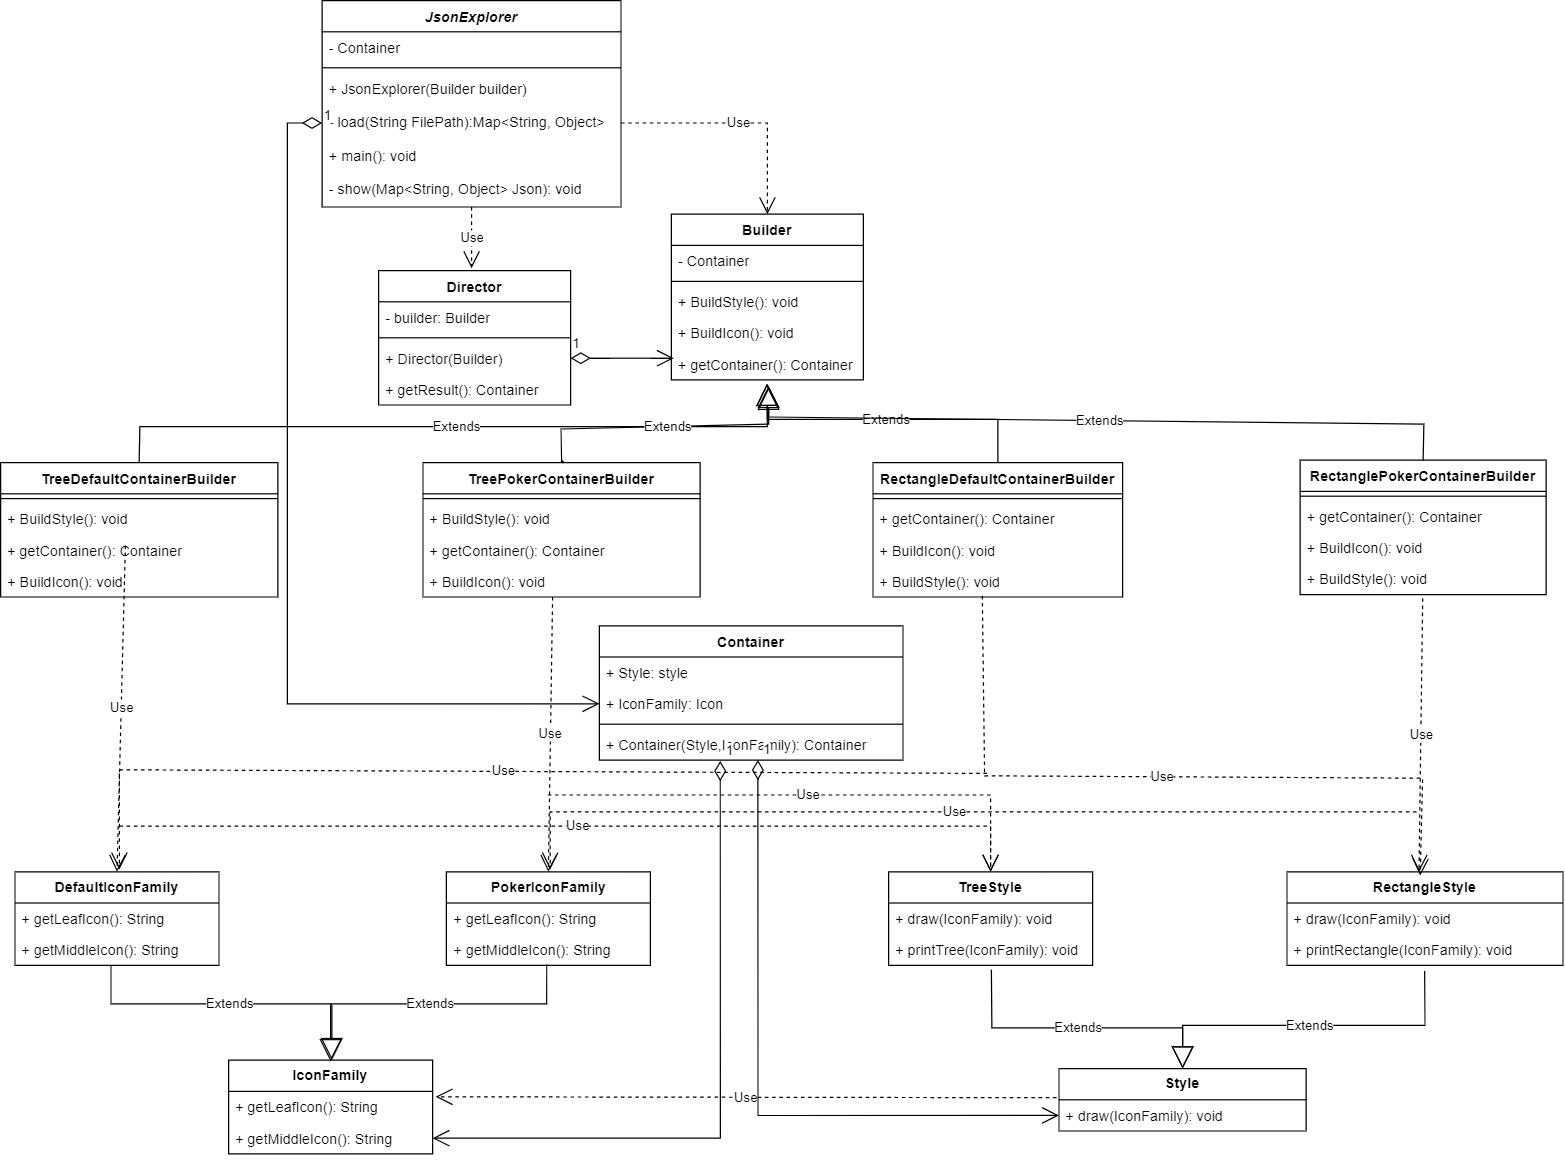 JsonExplorer
- Container
+ JsonExplorer(Builder builder)
1
- load(String FilePath):Map<String, Object>
+ main(): void
- show(Map<String, Object> Json): void
Use
Use
Builder
- Container
+ BuildStyle(): void
+ BuildIcon(): void
+ getContainer(): Container
Director
- builder: Builder
+ Director(Builder)
+ getResult(): Container
1
Extends
Extends
Extends
Extends
TreeDefaultContainerBuilder
+ BuildStyle(): void
+ getContainer(): Container
+ BuildIcon(): void
TreePokerContainerBuilder
+ BuildStyle(): void
+ getContainer(): Container
+ BuildIcon(): void
RectangleDefaultContainerBuilder
+ getContainer(): Container
+ BuildIcon(): void
+ BuildStyle(): void
RectanglePokerContainerBuilder
+ getContainer(): Container
+ BuildIcon(): void
+ BuildStyle(): void
Container
+ Style: style
+ IconFamily: Icon
+ Container(Style,IconFamily): Container
1
1
Use
Use
Use
Use
Use
Use
Use
Use
DefaultIconFamily
+ getLeafIcon(): String
+ getMiddleIcon(): String
PokerIconFamily
+ getLeafIcon(): String
+ getMiddleIcon(): String
TreeStyle
+ draw(IconFamily): void
+ printTree(IconFamily): void
RectangleStyle
+ draw(IconFamily): void
+ printRectangle(IconFamily): void
Extends
Extends
Extends
Extends
IconFamily
+ getLeafIcon(): String
+ getMiddleIcon(): String
Use
Style
+ draw(IconFamily): void